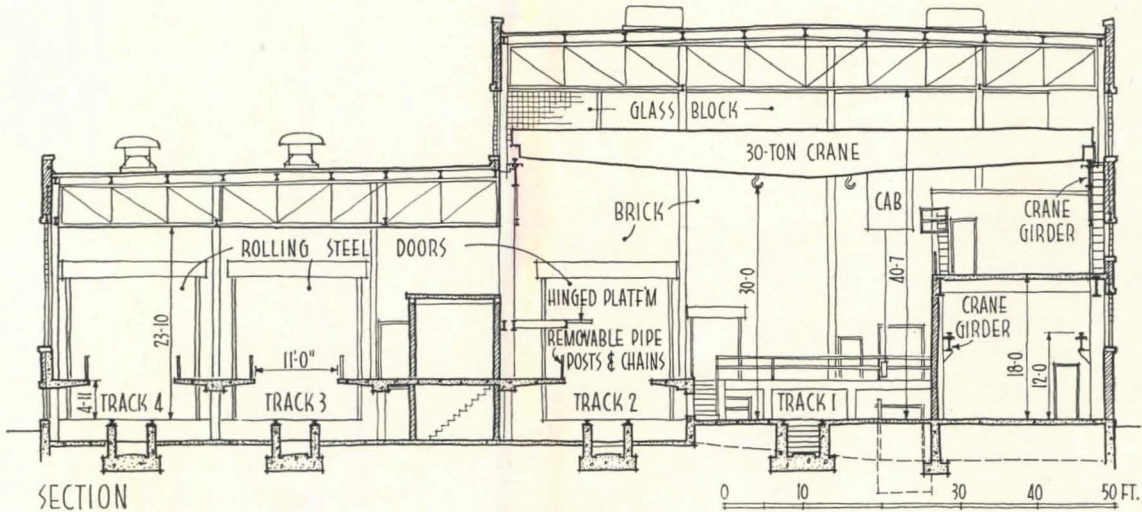 GLASS BLOCK
30-TON CRANE
CAB
CRANE
GIRDER
BRICK
ROLLING STEEL DOORS
HINGED PLATF'M
REMOVABLE PIPE
POSTS & CHAINS
CRANE
GIRDER
23-10
30-0
40-7
18-0
12-0
11'-0"
4-11
TRACK 4
TRACK 3
TRACK 2
TRACK 1
SECTION
0 10 30 40 50 FT.